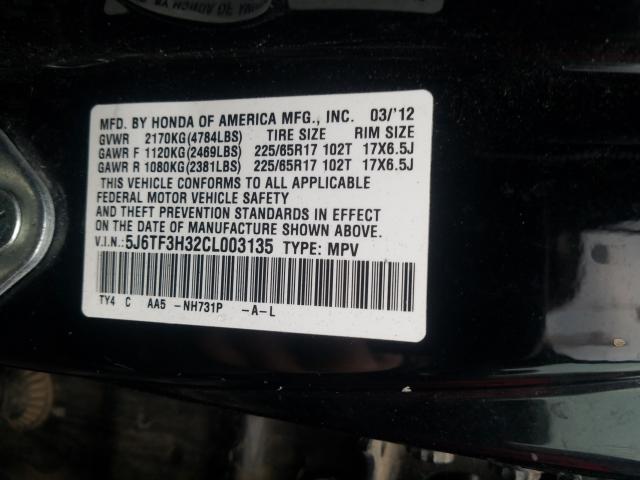 MFD. BY HONDA OF AMERICA MFG., INC. 03/'12
GVWR 2170KG(4784LBS) TIRE SIZE RIM SIZE
GAWR F 1120KG(2469LBS) 225/65R17 102T 17X6.5J
GAWR R 1080KG(2381LBS) 225/65R17 102T 17X6.5J
THIS VEHICLE CONFORMS TO ALL APPLICABLE
FEDERAL MOTOR VEHICLE SAFETY
AND THEFT PREVENTION STANDARDS IN EFFECT
ON THE DATE OF MANUFACTURE SHOWN ABOVE.
V.I.N.: 5J6TF3H32CL003135 TYPE: MPV
TY4 C AA5 -NH731P -A-L